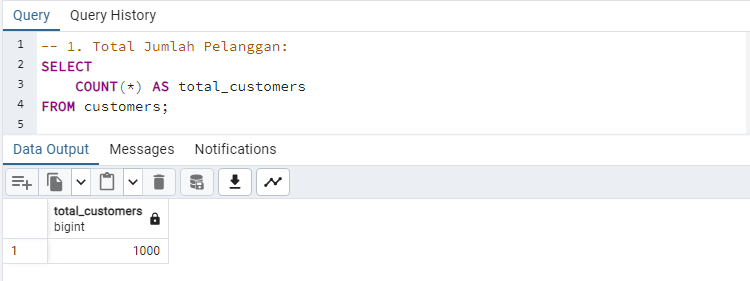 Query Query History
1 -- 1. Total Jumlah Pelanggan:
2 SELECT
3 COUNT(*) AS total_customers
4 FROM customers;
5
Data Output Messages Notifications
total_customers
bigint
1 1000